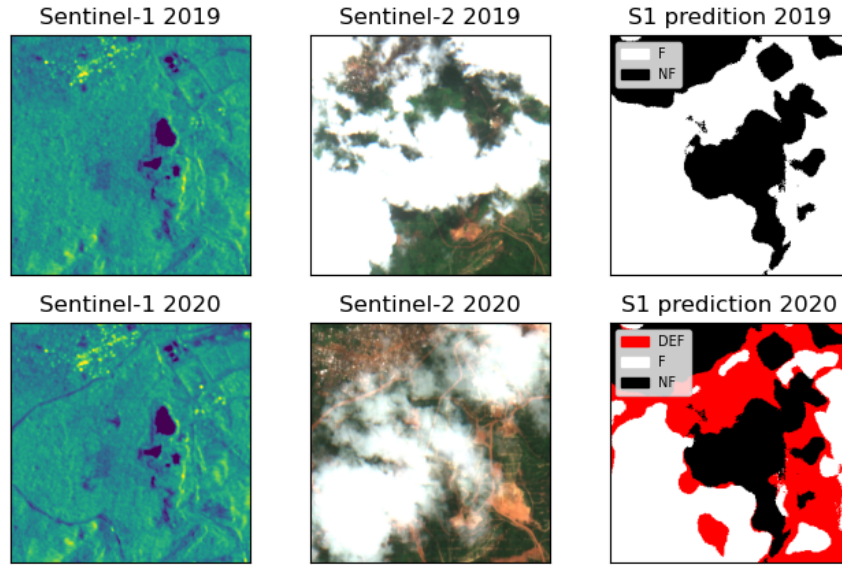 Sentinel-1 2019
Sentinel-2 2019
S1 predition 2019
F
NF
Sentinel-1 2020
Sentinel-2 2020
S1 prediction 2020
DEF
F
NF